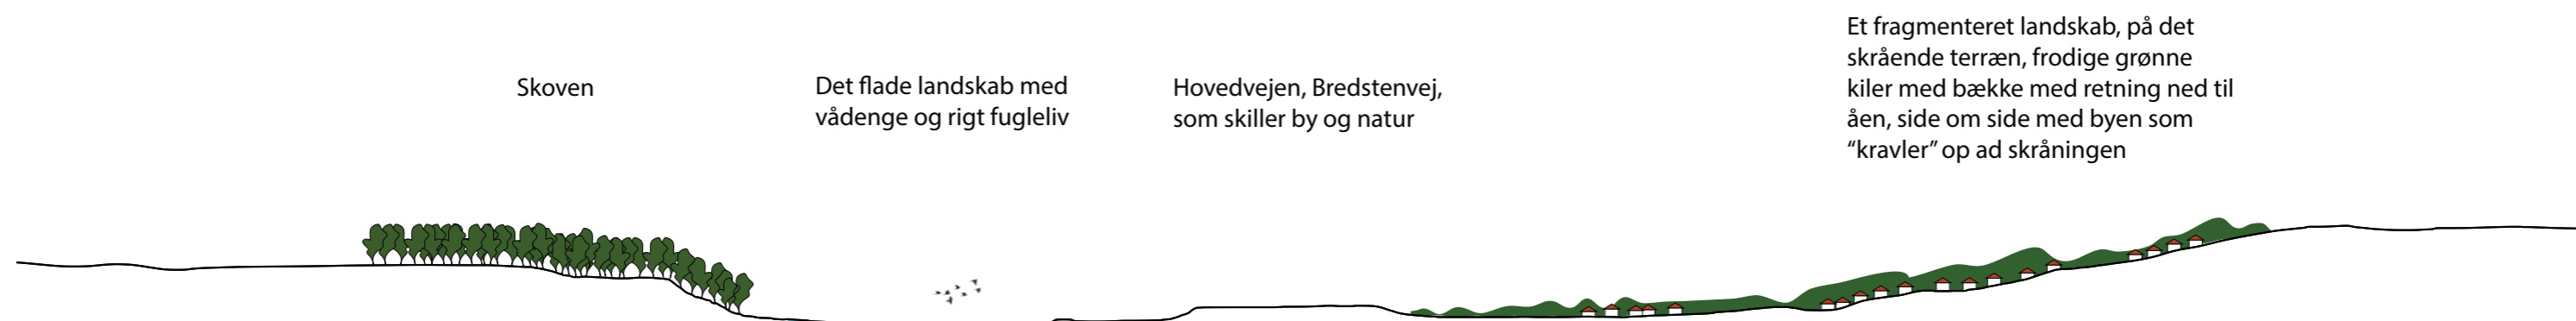 Skoven
Det flade landskab med
vådenge og rigt fugleliv
Hovedvejen, Bredstenvej,
som skiller by og natur
Et fragmenteret landskab, på det
skrående terræn, frodige grønne
kiler med bække med retning ned til
åen, side om side med byen som
“kravler” op ad skråningen